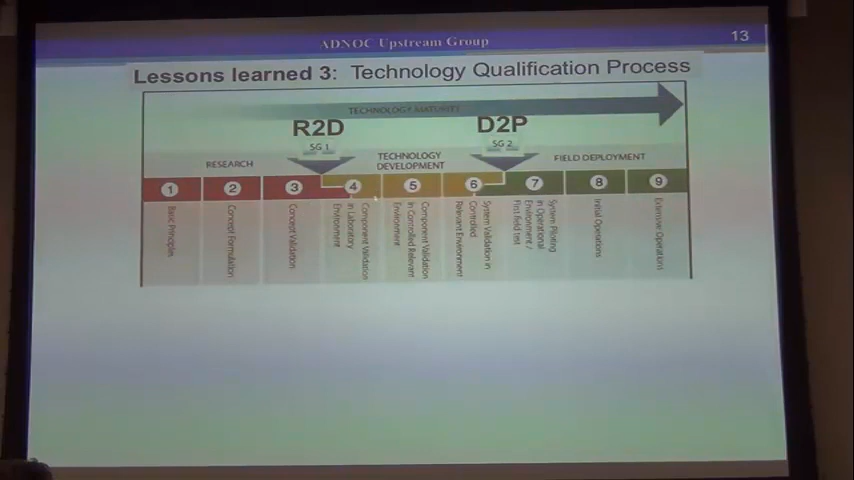 ADNOC Upstream Group
13
Lessons learned 3: Technology Qualification Process
TECHNOLOGY MATURITY
R2D
D2P
SG 1
SG 2
RESEARCH
TECHNOLOGY
DEVELOPMENT
FIELD DEPLOYMENT
1
2
3
4
5
6
7
8
9
Basic Principles
Concept Formulation
Concept Validation
Component Validation
in Laboratory
Environment
Component Validation
in Controlled Relevant
Environment
System Validation in
Controlled
Relevant Environment
System Piloting
in Operational
Environment /
First Field test
Initial Operations
Extensive Operations